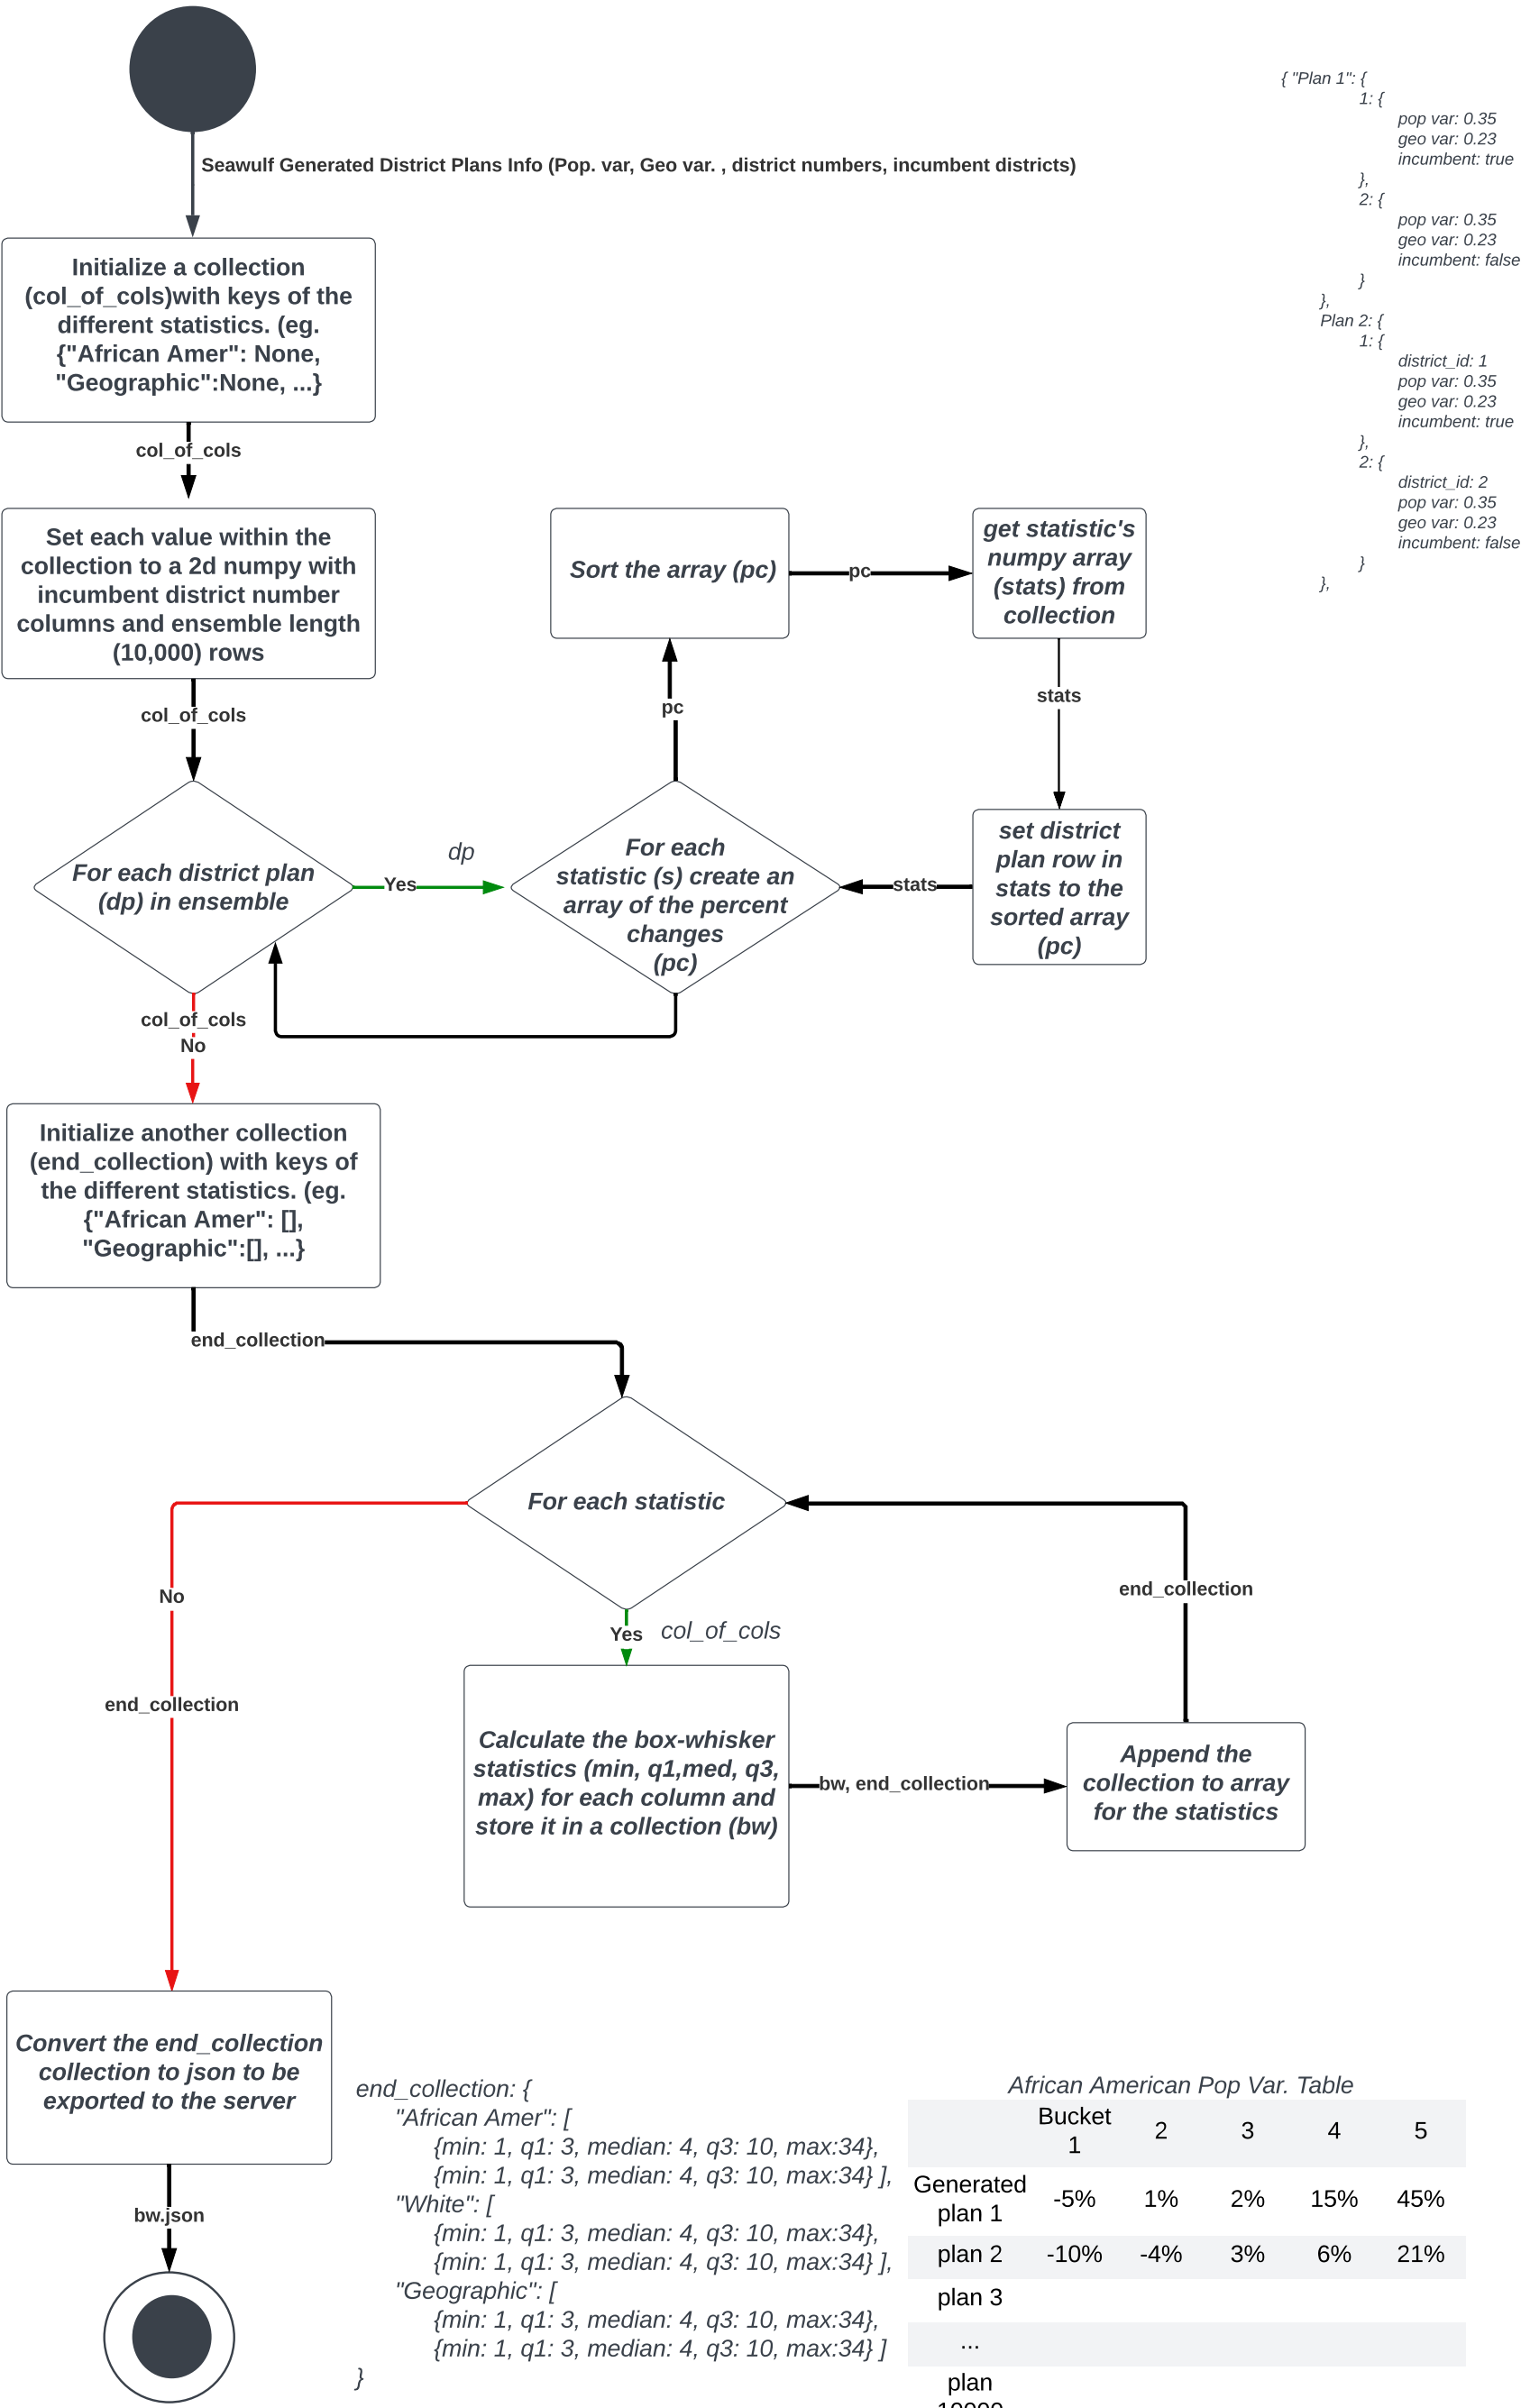 Seawulf Generated District Plans Info (Pop. var, Geo var. , district numbers, incumbent districts)
{ "Plan 1": {
1: {
pop var: 0.35
geo var: 0.23
incumbent: true
},
2: {
pop var: 0.35
geo var: 0.23
incumbent: false
}
},
Plan 2: {
1: {
district_id: 1
pop var: 0.35
geo var: 0.23
incumbent: true
},
2: {
district_id: 2
pop var: 0.35
geo var: 0.23
incumbent: false
}
},
Initialize a collection
(col_of_cols)with keys of the
different statistics. (eg.
{"African Amer": None,
"Geographic":None, ...}
col_of_cols
Set each value within the
collection to a 2d numpy with
incumbent district number
columns and ensemble length
(10,000) rows
col_of_cols
For each district plan
(dp) in ensemble
Yes
dp
For each
statistic (s) create an
array of the percent
changes
(pc)
pc
Sort the array (pc)
pc
get statistic's
numpy array
(stats) from
collection
stats
set district
plan row in
stats to the
sorted array
(pc)
stats
col_of_cols
No
Initialize another collection
(end_collection) with keys of
the different statistics. (eg.
{"African Amer": [],
"Geographic":[], ...}
end_collection
For each statistic
Yes
col_of_cols
Calculate the box-whisker
statistics (min, q1,med, q3,
max) for each column and
store it in a collection (bw)
bw, end_collection
Append the
collection to array
for the statistics
end_collection
No
end_collection
Convert the end_collection
collection to json to be
exported to the server
bw.json
end_collection: {
"African Amer": [
{min: 1, q1: 3, median: 4, q3: 10, max:34},
{min: 1, q1: 3, median: 4, q3: 10, max:34} ],
"White": [
{min: 1, q1: 3, median: 4, q3: 10, max:34},
{min: 1, q1: 3, median: 4, q3: 10, max:34} ],
"Geographic": [
{min: 1, q1: 3, median: 4, q3: 10, max:34},
{min: 1, q1: 3, median: 4, q3: 10, max:34} ]
}
African American Pop Var. Table
Bucket
1 2 3 4 5
Generated
plan 1 -5% 1% 2% 15% 45%
plan 2 -10% -4% 3% 6% 21%
plan 3
...
plan
10000